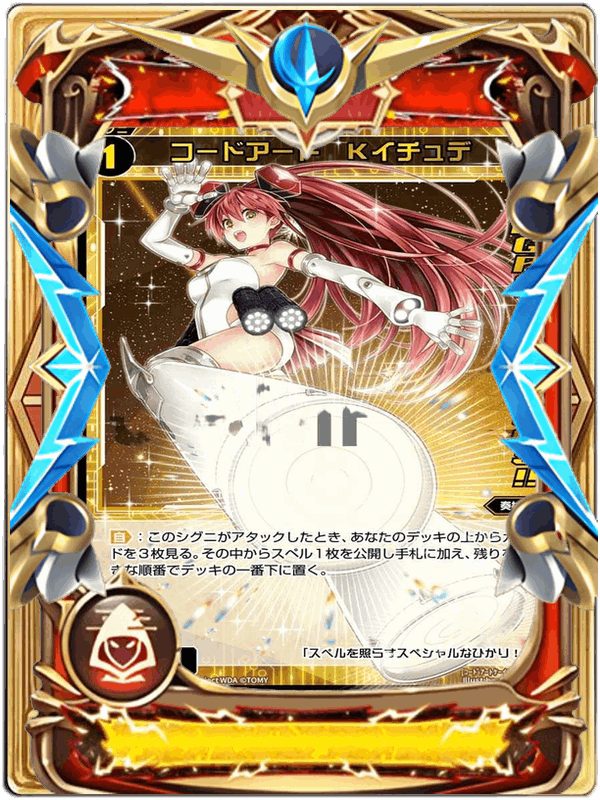 1
コードアート Kイチュデ
自：このシグニがアタックしたとき、あなたのデッキの上からカ
ドを３枚見る。その中からスペル１枚を公開し手札に加え、残りを
きな順番でデッキの一番下に置く。
「スペルを照らすスペシャルなひかり！
ject WDA ©TOMY